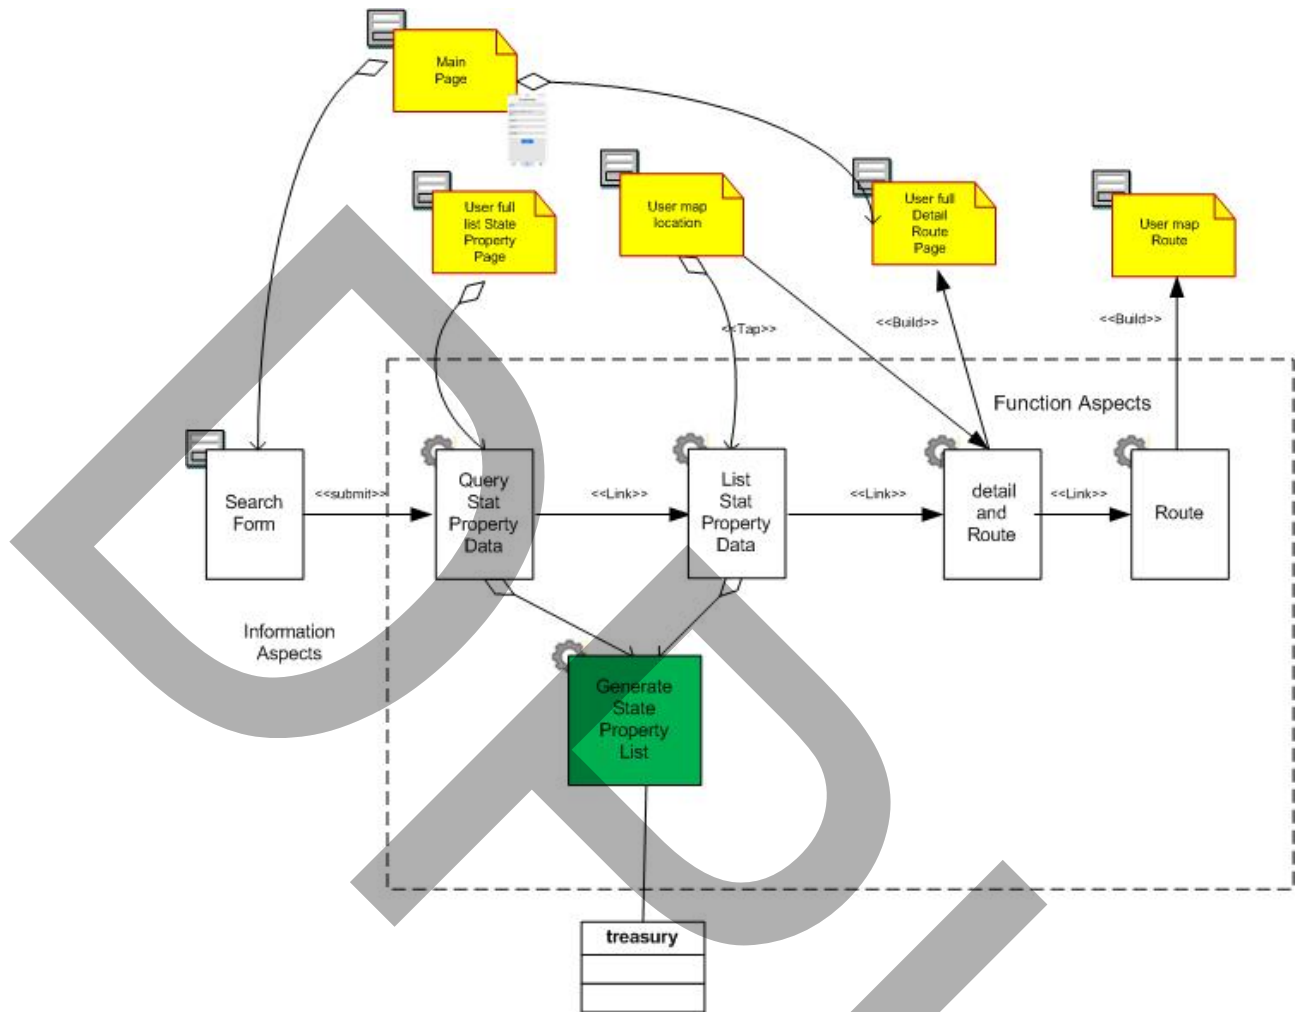 Main
Page
User full
list State
Property
Page
User map
location
User full
Detail
Route
Page
User map
Route
<<Tap>>
<<Build>>
<<Build>>
Function Aspects
Search
Form
<<submit>>
Query
Stat
Property
Data
<<Link>>
List
Stat
Property
Data
<<Link>>
detail
and
Route
<<Link>>
Route
Information
Aspects
Generate
State
Property
List
treasury